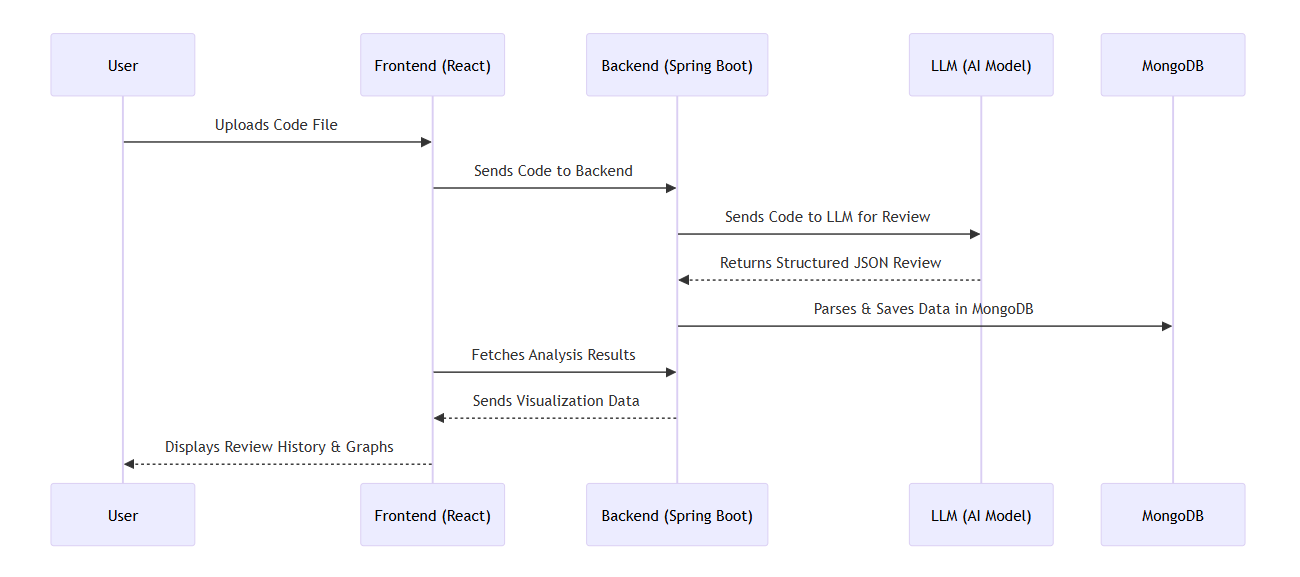 User
Frontend (React)
Backend (Spring Boot)
LLM (AI Model)
MongoDB
Uploads Code File
Sends Code to Backend
Sends Code to LLM for Review
Returns Structured JSON Review
Parses & Saves Data in MongoDB
Fetches Analysis Results
Sends Visualization Data
Displays Review History & Graphs
User
Frontend (React)
Backend (Spring Boot)
LLM (AI Model)
MongoDB